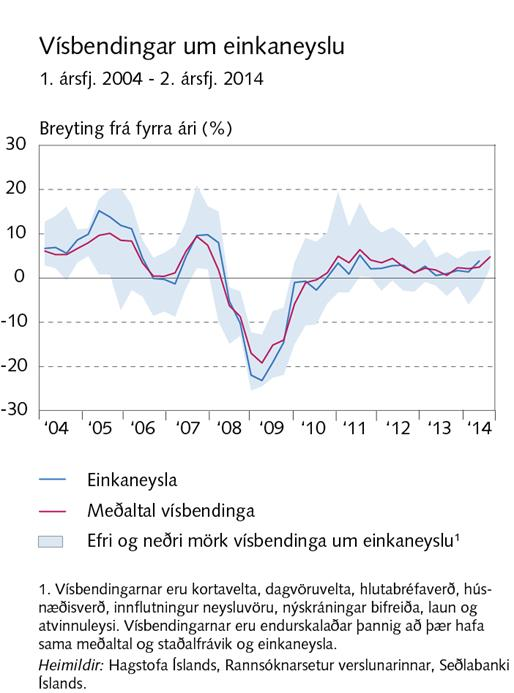 Vísbendingar um einkaneyslu
1. ársfj. 2004 - 2. ársfj. 2014
Breyting frá fyrra ári (%)
30
20
10
0
-10
-20
-30
‘04 ‘05 ‘06 ‘07 ‘08 ‘09 ‘10 ‘11 ‘12 ‘13 ‘14
Einkaneysla
Meðaltal vísbendinga
Efri og neðri mörk vísbendinga um einkaneyslu¹
1. Vísbendingarnar eru kortavelta, dagvöruvelta, hlutabréfaverð, hús-
næðisverð, innflutningur neysluvöru, nýskráningar bifreiða, laun og
atvinnuleysi. Vísbendingarnar eru endurskalaðar þannig að þær hafa
sama meðaltal og staðalfrávik og einkaneysla.
Heimildir: Hagstofa Íslands, Rannsóknarsetur verslunarinnar, Seðlabanki
Íslands.